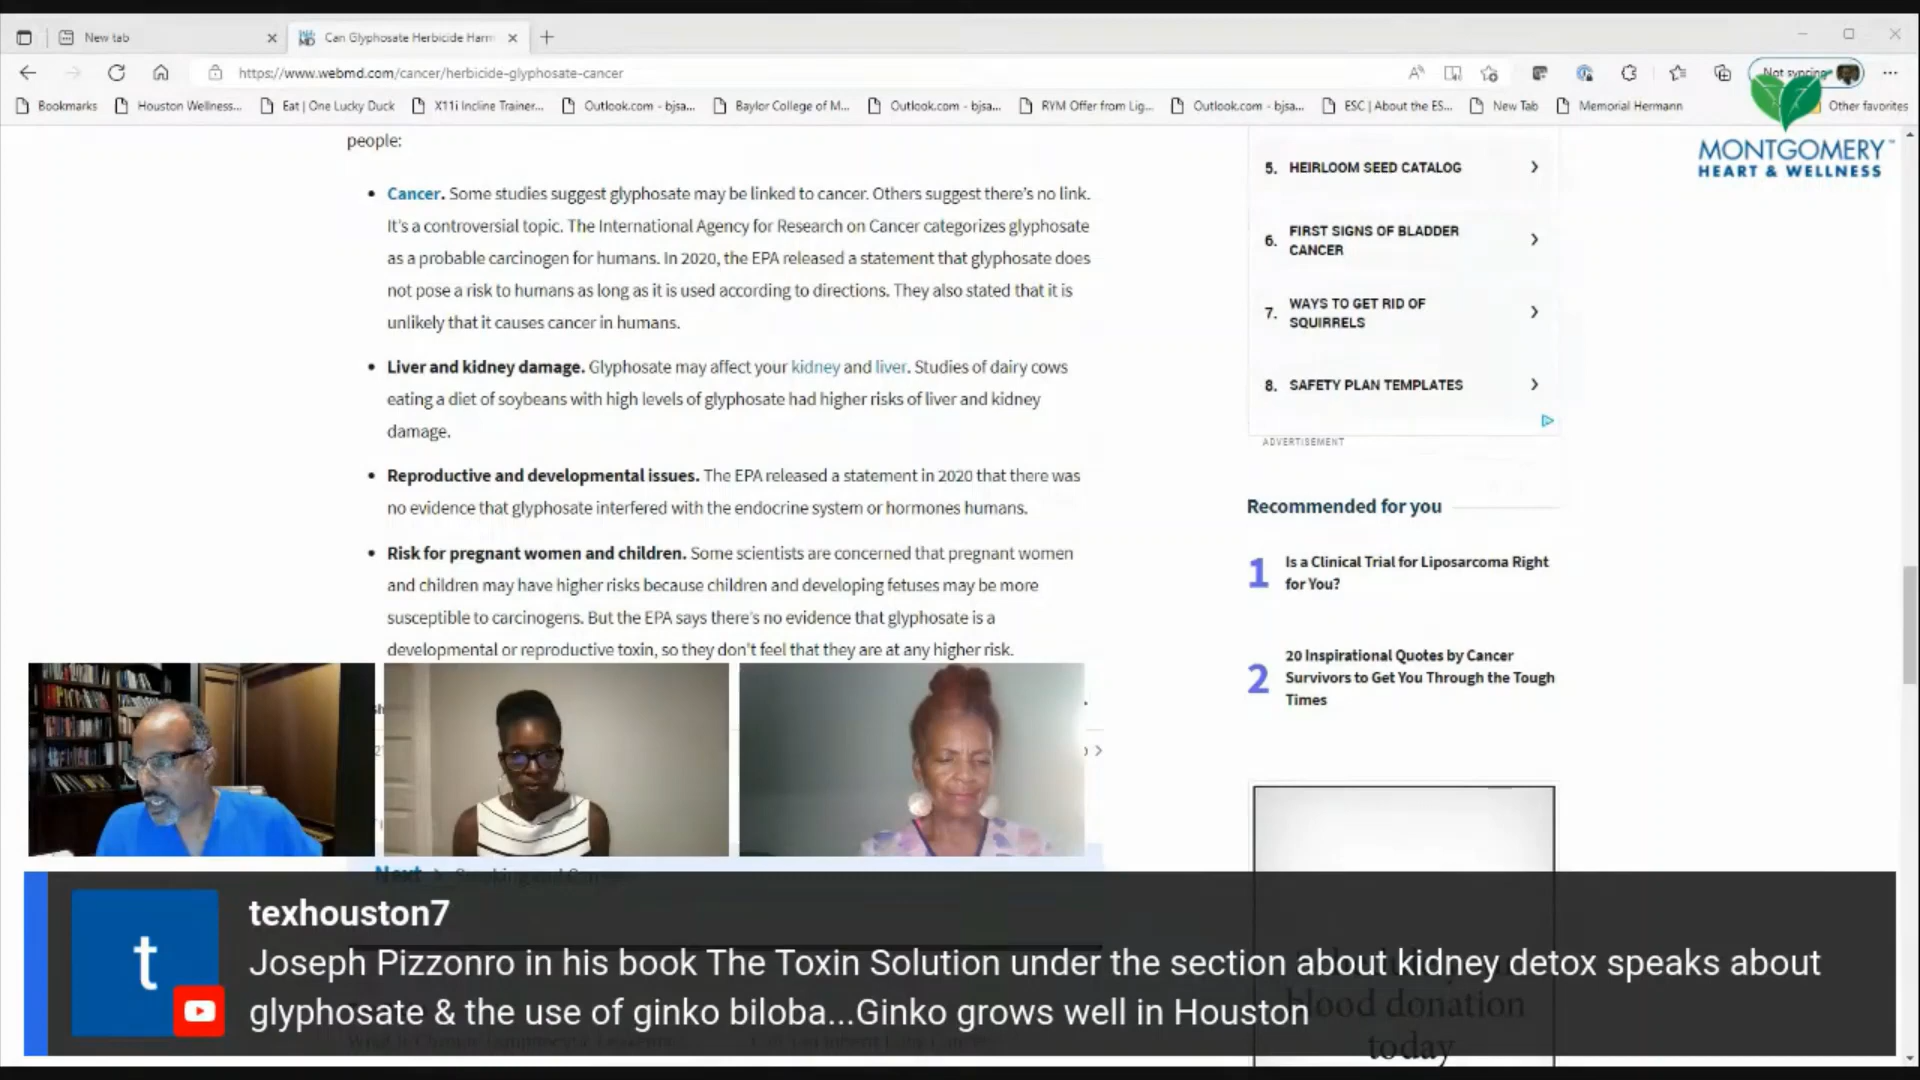 New tab
Can Glyphosate Herbicide Harm
https://www.webmd.com/cancer/herbicide-glyphosate-cancer
Not syncing
Bookmarks
Houston Wellness...
Eat | One Lucky Duck
X11i Incline Trainer...
Outlook.com - bjsa...
Baylor College of M...
Outlook.com - bjsa...
RYM Offer from Lig...
Outlook.com - bjsa...
ESC | About the ES...
New Tab
Memorial Hermann
Other favorites
MONTGOMERY™
HEART & WELLNESS
people:
• Cancer. Some studies suggest glyphosate may be linked to cancer. Others suggest there's no link.
It's a controversial topic. The International Agency for Research on Cancer categorizes glyphosate
as a probable carcinogen for humans. In 2020, the EPA released a statement that glyphosate does
not pose a risk to humans as long as it is used according to directions. They also stated that it is
unlikely that it causes cancer in humans.
• Liver and kidney damage. Glyphosate may affect your kidney and liver. Studies of dairy cows
eating a diet of soybeans with high levels of glyphosate had higher risks of liver and kidney
damage.
• Reproductive and developmental issues. The EPA released a statement in 2020 that there was
no evidence that glyphosate interfered with the endocrine system or hormones humans.
• Risk for pregnant women and children. Some scientists are concerned that pregnant women
and children may have higher risks because children and developing fetuses may be more
susceptible to carcinogens. But the EPA says there's no evidence that glyphosate is a
developmental or reproductive toxin, so they don't feel that they are at any higher risk.
5. HEIRLOOM SEED CATALOG
6. FIRST SIGNS OF BLADDER
CANCER
7. WAYS TO GET RID OF
SQUIRRELS
8. SAFETY PLAN TEMPLATES
ADVERTISEMENT
Recommended for you
1 Is a Clinical Trial for Liposarcoma Right
for You?
2 20 Inspirational Quotes by Cancer
Survivors to Get You Through the Tough
Times
Next
blood donation
today
t
texhouston7
Joseph Pizzonro in his book The Toxin Solution under the section about kidney detox speaks about
glyphosate & the use of ginko biloba...Ginko grows well in Houston